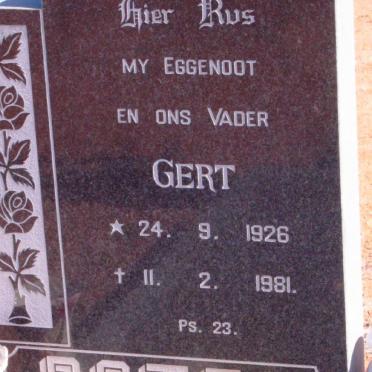 Hier Rus
MY EGGENOOT
EN ONS VADER
GERT
★ 24. 9. 1926
† 11. 2. 1981.
Ps. 23.